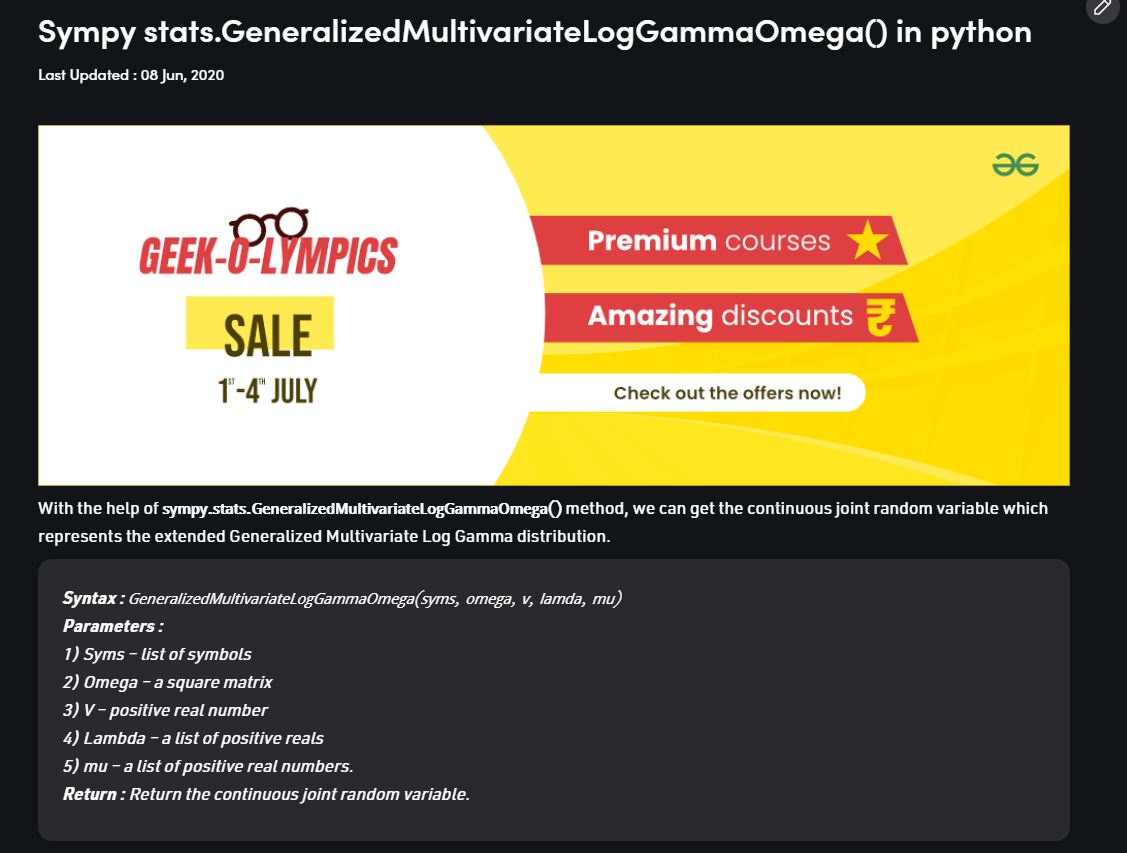 Sympy stats.GeneralizedMultivariateLogGammaOmega() in python
Last Updated : 08 Jun, 2020
GEEK-O-LYMPICS
SALE
1ST-4TH JULY
Premium courses
Amazing discounts ₹
Check out the offers now!
With the help of sympy.stats.GeneralizedMultivariateLogGammaOmega() method, we can get the continuous joint random variable which
represents the extended Generalized Multivariate Log Gamma distribution.
Syntax : GeneralizedMultivariateLogGammaOmega(syms, omega, v, lamda, mu)
Parameters :
1) Syms – list of symbols
2) Omega – a square matrix
3) V – positive real number
4) Lambda – a list of positive reals
5) mu – a list of positive real numbers.
Return : Return the continuous joint random variable.